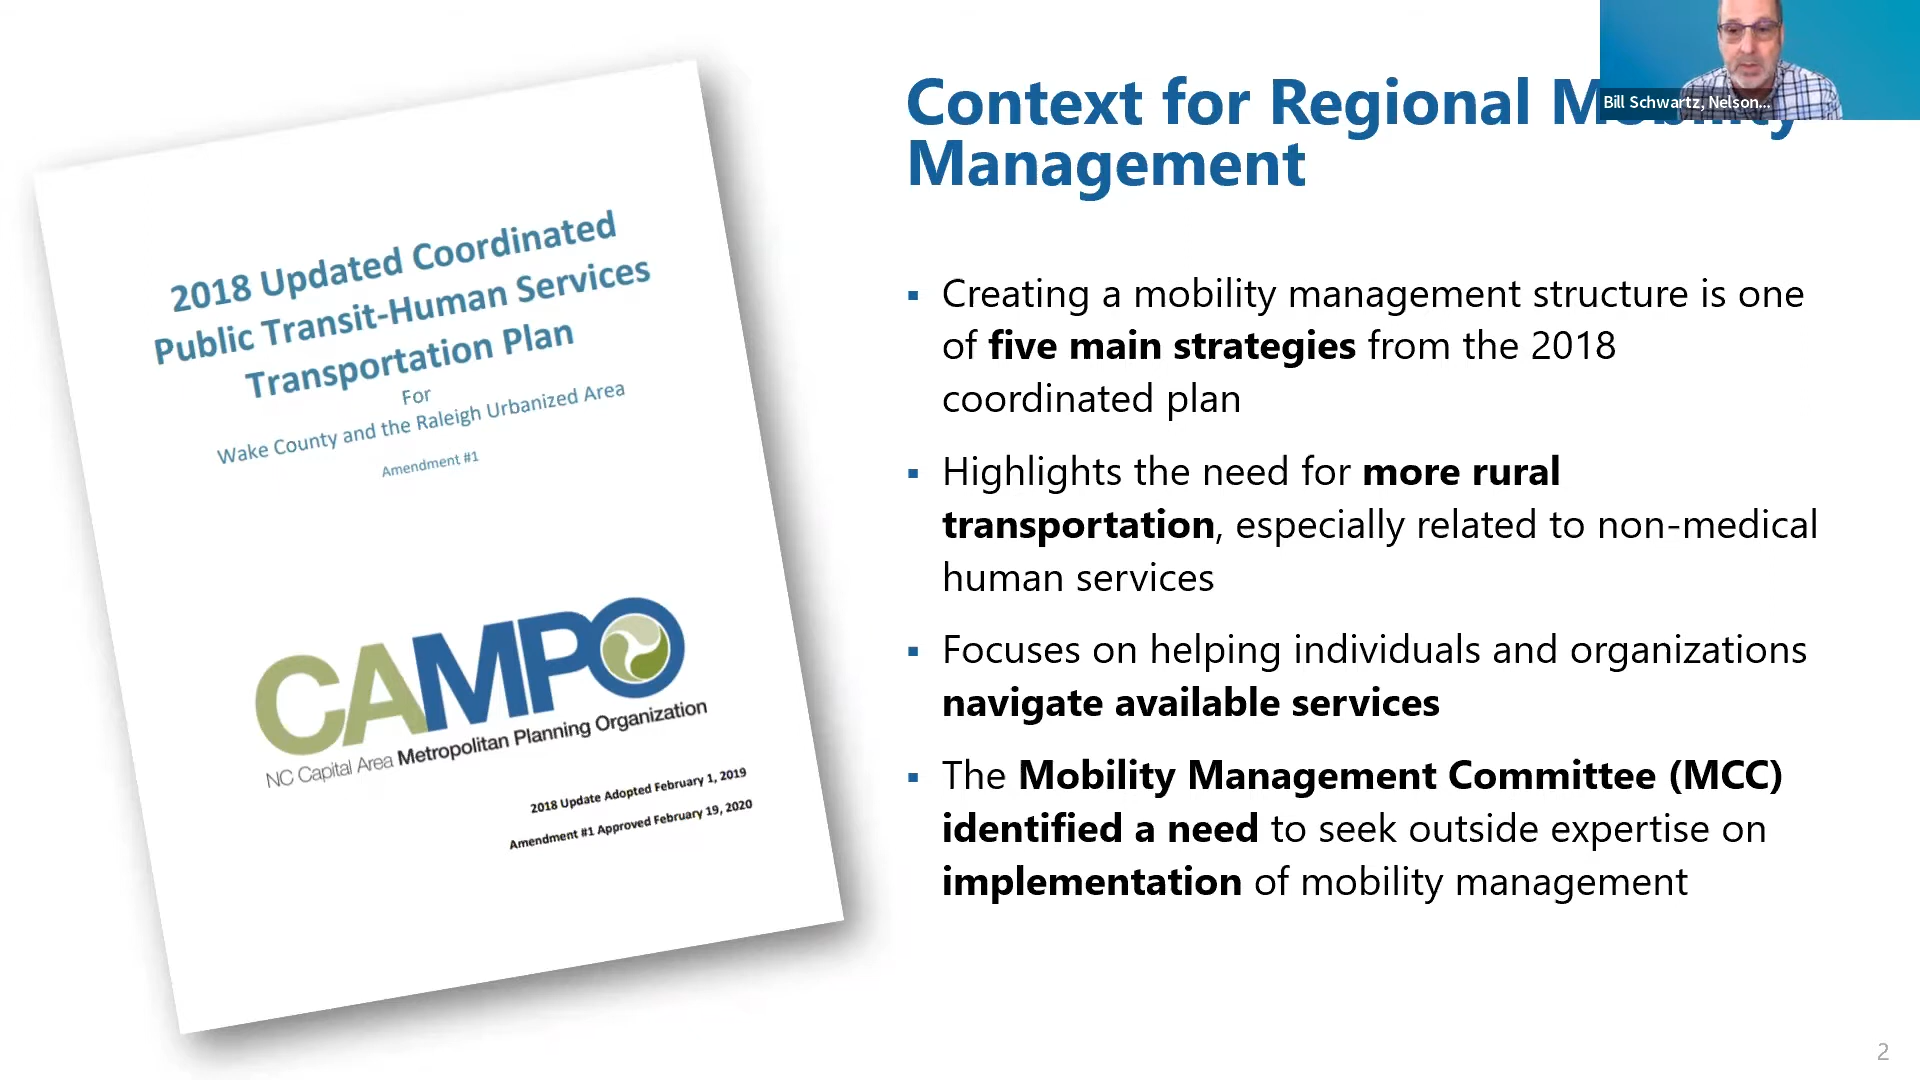 2018 Updated Coordinated
Public Transit-Human Services
Transportation Plan
For
Wake County and the Raleigh Urbanized Area
Amendment #1
CAMPO
NC Capital Area Metropolitan Planning Organization
2018 Update Adopted February 1, 2019
Amendment #1 Approved February 19, 2020
Context for Regional Mobility
Management
Bill Schwartz, Nelson...
▪ Creating a mobility management structure is one
of five main strategies from the 2018
coordinated plan
▪ Highlights the need for more rural
transportation, especially related to non-medical
human services
▪ Focuses on helping individuals and organizations
navigate available services
▪ The Mobility Management Committee (MCC)
identified a need to seek outside expertise on
implementation of mobility management
2